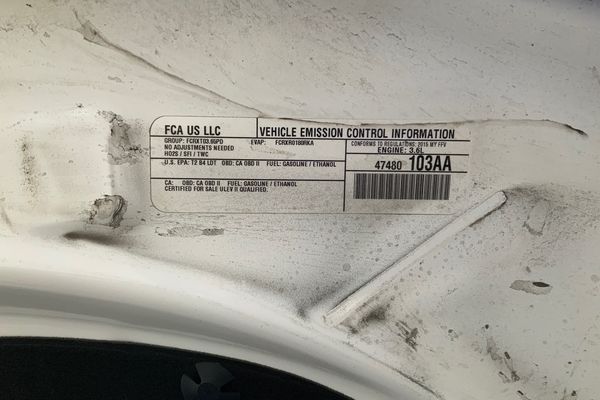 FCA US LLC
VEHICLE EMISSION CONTROL INFORMATION
GROUP: FCRXT03.65PD EVAP: FCRXR0180RKA
NO ADJUSTMENTS NEEDED
HO2S / SFI / TWC
CONFORMS TO REGULATIONS: 2015 MY FFV
ENGINE: 3.6L
U.S. EPA: T2 B4 LDT OBD: CA OBD II FUEL: GASOLINE / ETHANOL
47480 103AA
CA: OBD: CA OBD II FUEL: GASOLINE / ETHANOL
CERTIFIED FOR SALE ULEV II QUALIFIED.